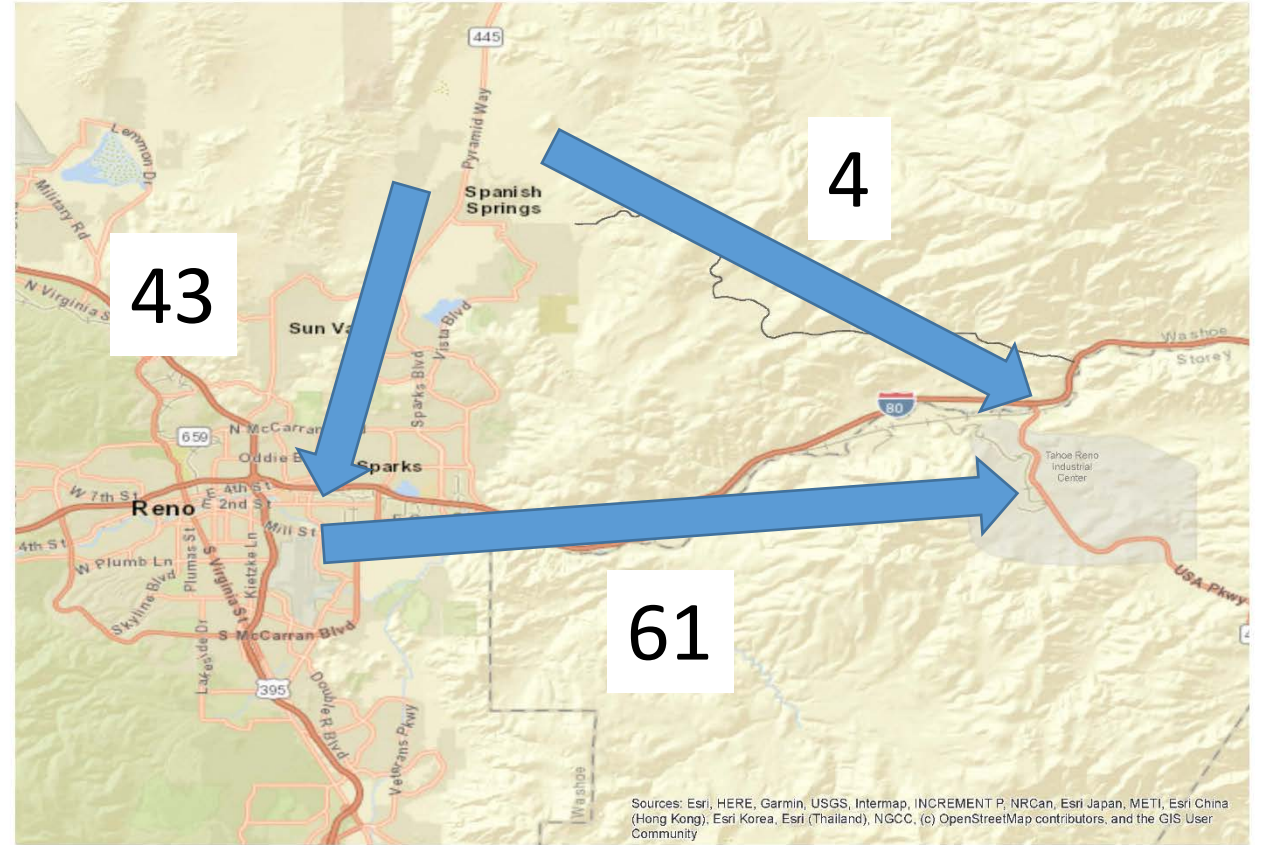 445
Lemmon Dr
Pyramid Way
4
Military Rd
Spanish
Springs
43
N Virginia S
Sun Va
Vista Blvd
Washoe
Storey
Sparks Blvd
80
659
N McCarran
Oddie B
Sparks
Tahoe Reno
Industrial
Center
W 7th St
4th St
2nd St
Reno
Mill St
4th St
W Plumb Ln
Plumas St
S Virginia St
Kietzke Ln
Skyline Blvd
USA Pkwy
61
S McCarran Blvd
Lakeside Dr
395
Double R Blvd
Veterans Pkwy
Washoe
Sources: Esri, HERE, Garmin, USGS, Intermap, INCREMENT P, NRCan, Esri Japan, METI, Esri China
(Hong Kong), Esri Korea, Esri (Thailand), NGCC, (c) OpenStreetMap contributors, and the GIS User
Community